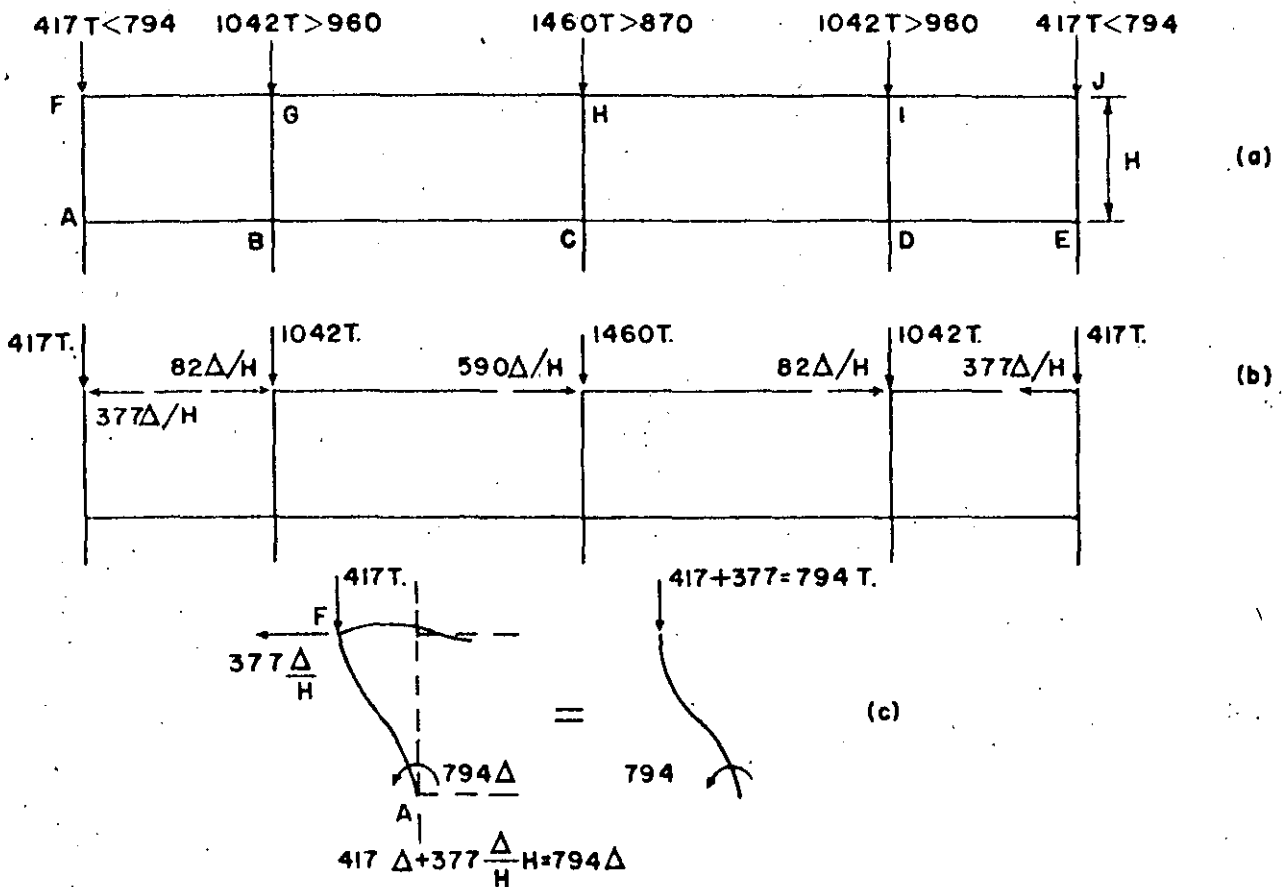 417T<794 1042T>960 1460T>870 1042T>960 417T<794
F G H I J
H
(a)
A B C D E
417T. 1042T. 1460T. 1042T. 417T.
82Δ/H 590Δ/H 82Δ/H 377Δ/H
(b)
377Δ/H
417T. 417+377=794T.
F
377 Δ/H
=
(c)
794Δ 794
A
417 Δ+377 Δ/H H=794Δ